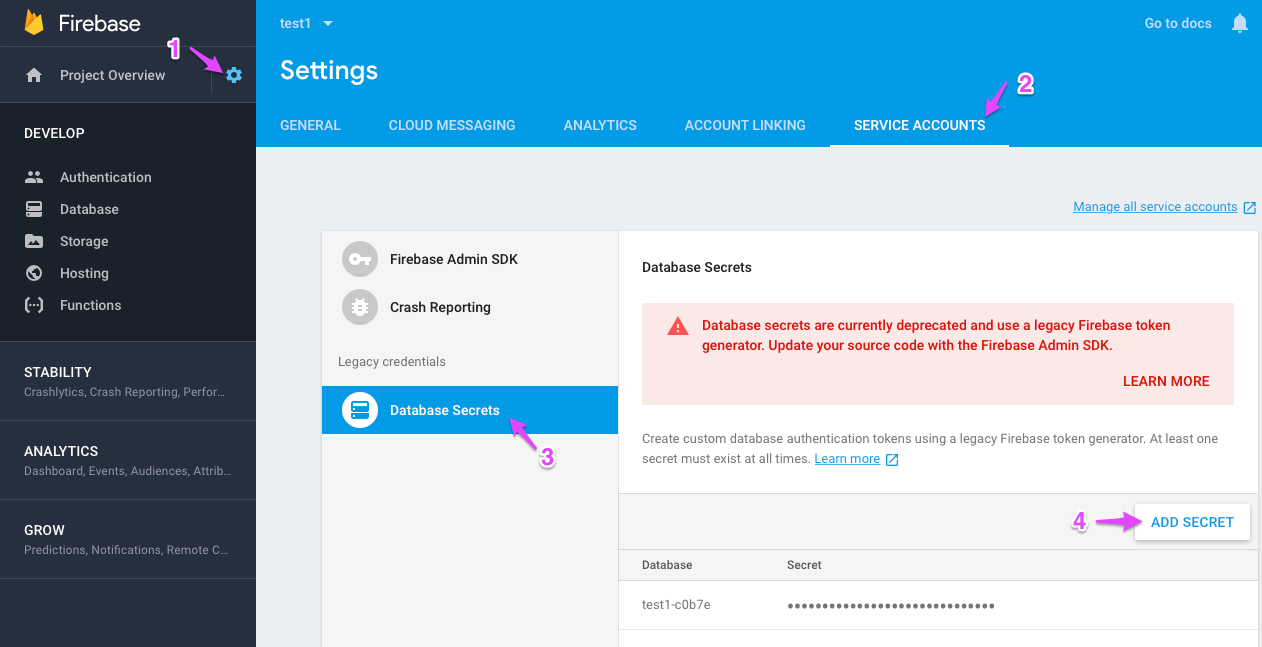 Firebase
1
Project Overview
DEVELOP
Authentication
Database
Storage
Hosting
Functions
STABILITY
Crashlytics, Crash Reporting, Perfor...
ANALYTICS
Dashboard, Events, Audiences, Attrib...
GROW
Predictions, Notifications, Remote C...
test1
Go to docs
Settings
2
GENERAL CLOUD MESSAGING ANALYTICS ACCOUNT LINKING SERVICE ACCOUNTS
Manage all service accounts
Firebase Admin SDK
Crash Reporting
Legacy credentials
Database Secrets
3
Database Secrets
Database secrets are currently deprecated and use a legacy Firebase token
generator. Update your source code with the Firebase Admin SDK.
LEARN MORE
Create custom database authentication tokens using a legacy Firebase token generator. At least one
secret must exist at all times. Learn more
4
ADD SECRET
Database Secret
test1-c0b7e ••••••••••••••••••••••••••••••